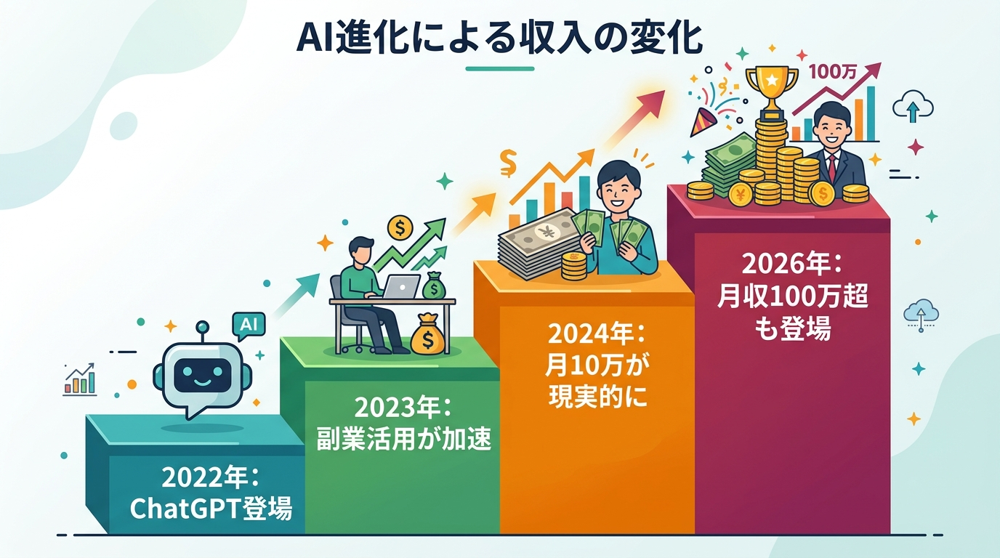 AI進化による収入の変化
100万
$
$
AI
$
$
¥
¥
$
2026年：
月収100万超
も登場
2024年：
月10万が
現実的に
2023年：
副業活用が加速
2022年：
ChatGPT登場